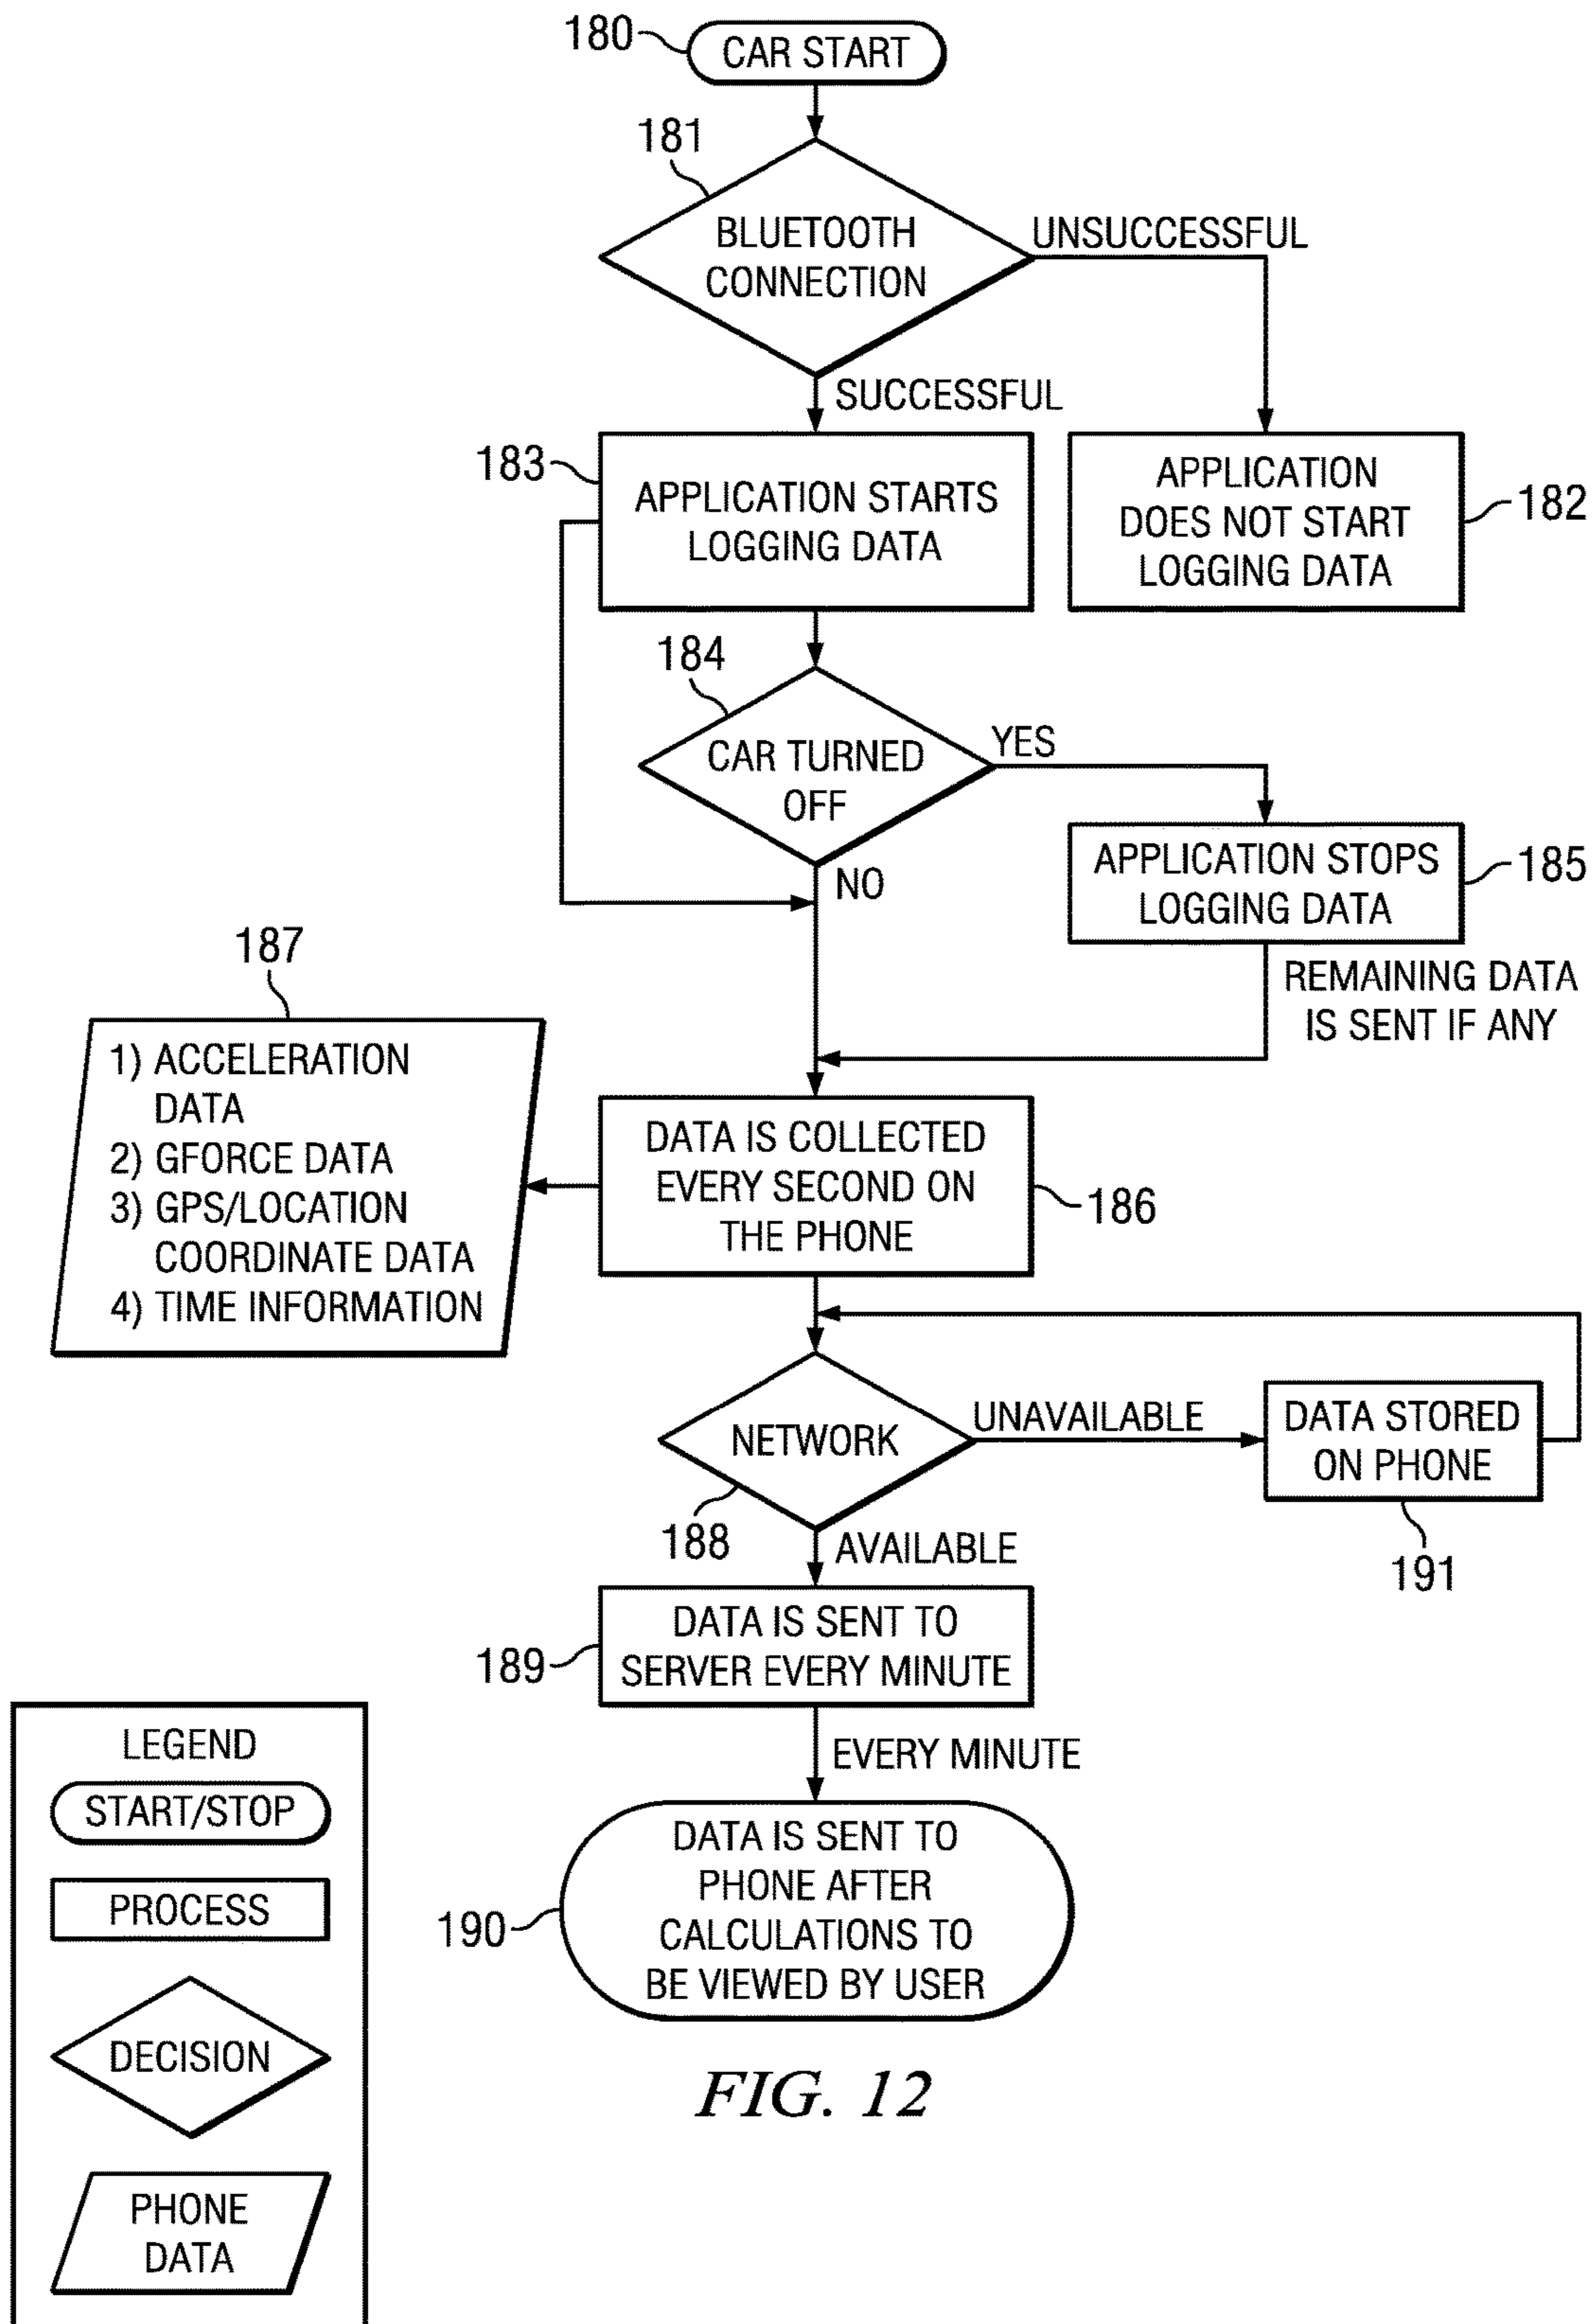 180
CAR START
181
BLUETOOTH
CONNECTION
UNSUCCESSFUL
SUCCESSFUL
183
APPLICATION STARTS
LOGGING DATA
APPLICATION
DOES NOT START
LOGGING DATA
182
184
CAR TURNED
OFF
YES
NO
APPLICATION STOPS
LOGGING DATA
185
REMAINING DATA
IS SENT IF ANY
187
1) ACCELERATION
DATA
2) GFORCE DATA
3) GPS/LOCATION
COORDINATE DATA
4) TIME INFORMATION
DATA IS COLLECTED
EVERY SECOND ON
THE PHONE
186
NETWORK
188
UNAVAILABLE
DATA STORED
ON PHONE
191
AVAILABLE
189
DATA IS SENT TO
SERVER EVERY MINUTE
EVERY MINUTE
190
DATA IS SENT TO
PHONE AFTER
CALCULATIONS TO
BE VIEWED BY USER
LEGEND
START/STOP
PROCESS
DECISION
PHONE
DATA
FIG. 12